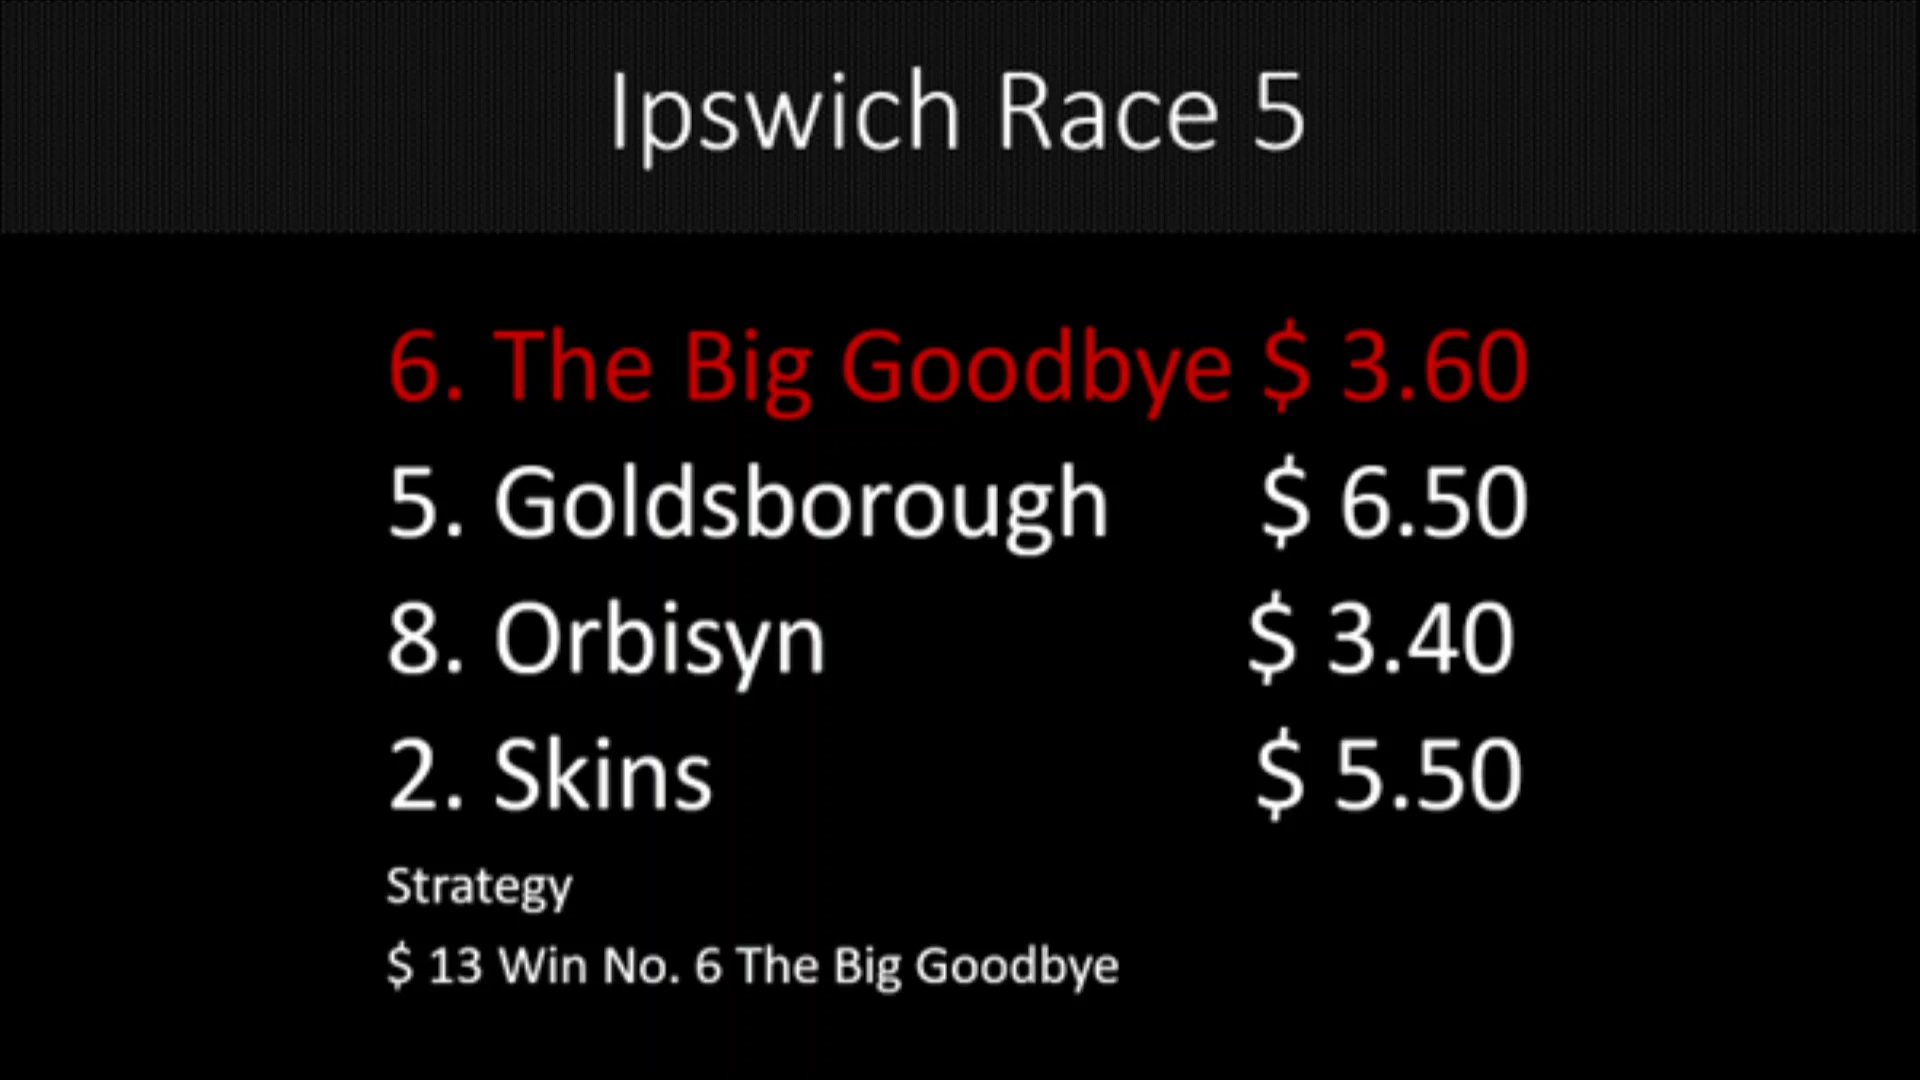 Ipswich Race 5
6. The Big Goodbye $ 3.60
5. Goldsborough $ 6.50
8. Orbisyn $ 3.40
2. Skins $ 5.50
Strategy
$ 13 Win No. 6 The Big Goodbye